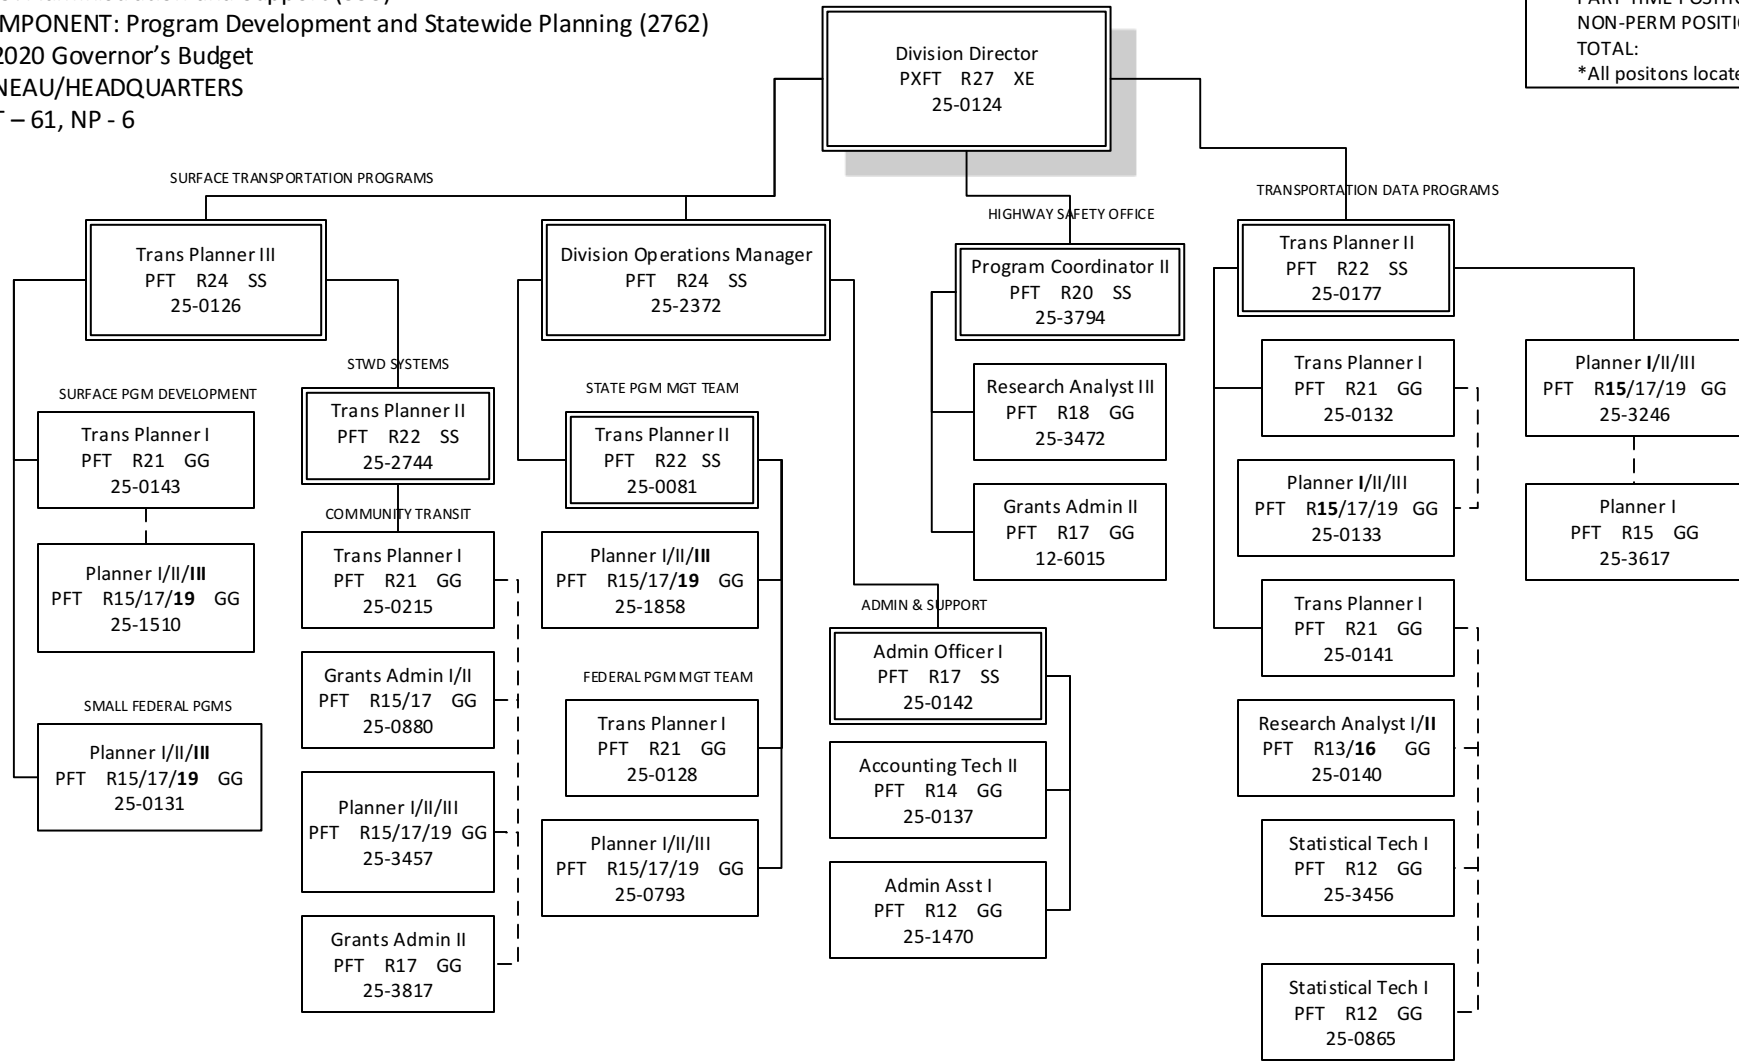 COMPONENT: Program Development and Statewide Planning (2762)
2020 Governor's Budget
NEAU/HEADQUARTERS
– 61, NP - 6
NON-PERM
TOTAL:
*All positons
Division Director
PXFT R27 XE
25-0124
SURFACE TRANSPORTATION PROGRAMS
Trans Planner III
PFT R24 SS
25-0126
SURFACE PGM DEVELOPMENT
Trans Planner I
PFT R21 GG
25-0143
Planner I/II/III
PFT R15/17/19 GG
25-1510
SMALL FEDERAL PGMS
Planner I/II/III
PFT R15/17/19 GG
25-0131
STWD SYSTEMS
Trans Planner II
PFT R22 SS
25-2744
COMMUNITY TRANSIT
Trans Planner I
PFT R21 GG
25-0215
Grants Admin I/II
PFT R15/17 GG
25-0880
Planner I/II/III
PFT R15/17/19 GG
25-3457
Grants Admin II
PFT R17 GG
25-3817
Division Operations Manager
PFT R24 SS
25-2372
STATE PGM MGT TEAM
Trans Planner II
PFT R22 SS
25-0081
Planner I/II/III
PFT R15/17/19 GG
25-1858
FEDERAL PGM MGT TEAM
Trans Planner I
PFT R21 GG
25-0128
Planner I/II/III
PFT R15/17/19 GG
25-0793
ADMIN & SUPPORT
Admin Officer I
PFT R17 SS
25-0142
Accounting Tech II
PFT R14 GG
25-0137
Admin Asst I
PFT R12 GG
25-1470
HIGHWAY SAFETY OFFICE
Program Coordinator II
PFT R20 SS
25-3794
Research Analyst III
PFT R18 GG
25-3472
Grants Admin II
PFT R17 GG
12-6015
TRANSPORTATION DATA PROGRAMS
Trans Planner II
PFT R22 SS
25-0177
Trans Planner I
PFT R21 GG
25-0132
Planner I/II/III
PFT R15/17/19 GG
25-0133
Trans Planner I
PFT R21 GG
25-0141
Research Analyst I/II
PFT R13/16 GG
25-0140
Statistical Tech I
PFT R12 GG
25-3456
Statistical Tech I
PFT R12 GG
25-0865
Planner I/II/III
PFT R15/17/19 GG
25-3246
Planner I
PFT R15 GG
25-3617